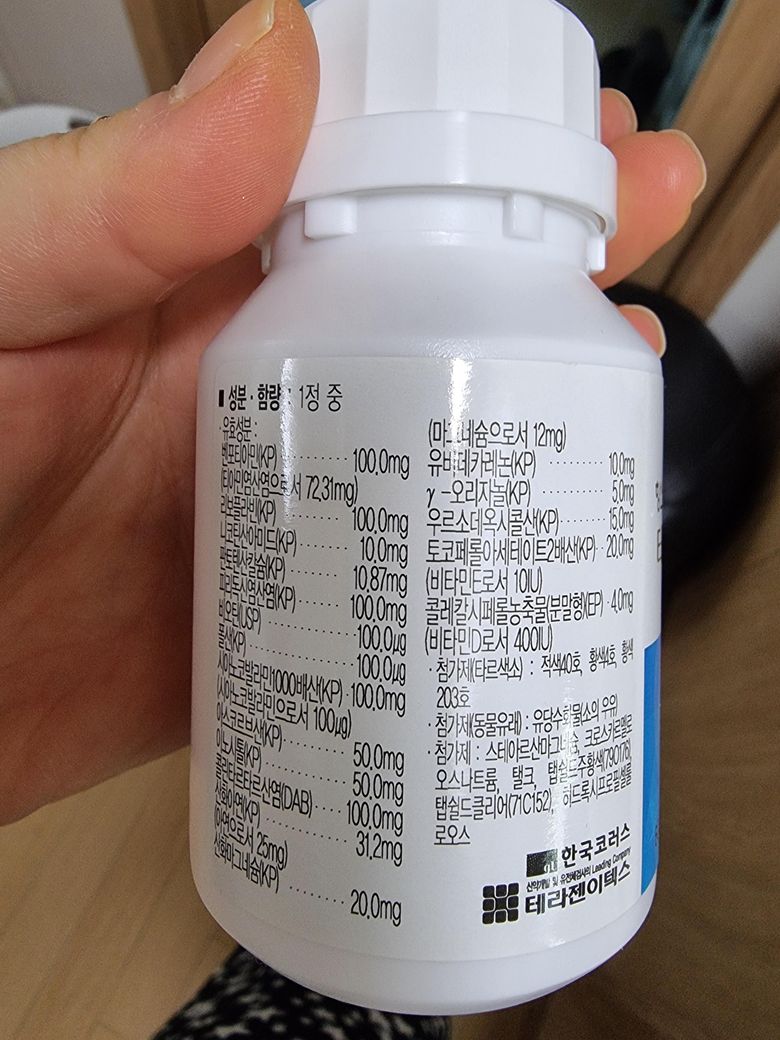 ■ 성분·함량 : 1정 중
·유효성분 :
벤포티아민(KP) 100.0mg
(티아민염산염으로서 72.31mg)
리보플라빈(KP) 100.0mg
니코틴산아미드(KP) 10.0mg
판토텐산칼슘(KP) 10.87mg
피리독시염산염(KP) 100.0mg
비오틴(USP) 100.0μg
폴산(KP) 100.0μg
시아노코발라민1000배산(KP) 100.0mg
(시아노코발라민으로서 100μg)
아스코르브산(KP) 50.0mg
이노시톨(KP) 50.0mg
콜린타르타르산염(DAB) 100.0mg
산화아연(KP) 31.2mg
(아연으로서 25mg)
산화마그네슘(KP) 20.0mg
(마그네슘으로서 12mg)
유비데카레논(KP) 10.0mg
γ-오리자놀(KP) 5.0mg
우르소데옥시콜산(KP) 15.0mg
토코페롤아세테이트2배산(KP) 20.0mg
(비타민E로서 10IU)
콜레칼시페롤농축물(분말형)(EP) 4.0mg
(비타민D로서 400IU)
·첨가제(타르색소) : 적색40호, 황색4호, 황색
203호
·첨가제(동물유래) : 유당수화물(소의 우유)
·첨가제 : 스테아르산마그네슘, 크로스카르멜로
오스나트륨, 탤크, 탭쉴드주황색(790176),
탭쉴드클리어(71C152), 히드록시프로필셀룰
로오스
한국코러스
신약개발 및 유전체검사의 Leading Company
테라젠이텍스